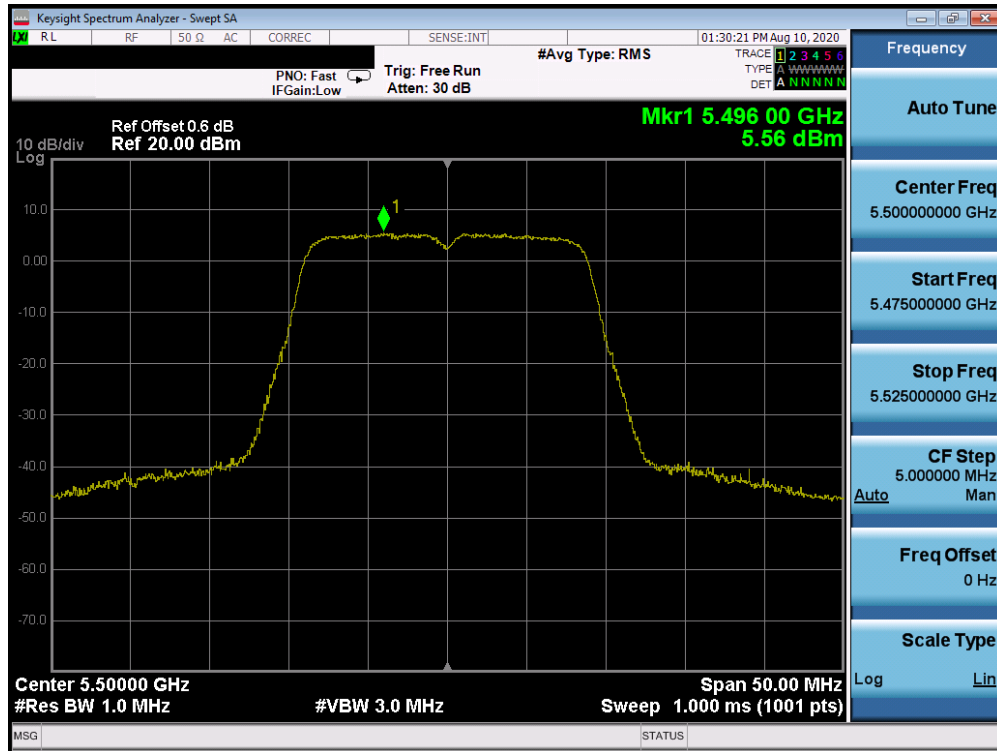 Keysight Spectrum Analyzer - Swept SA
LXI RL RF 50 Ω AC CORREC SENSE:INT 01:30:21 PM Aug 10, 2020
#Avg Type: RMS
TRACE 1 2 3 4 5 6
TYPE A WWWWW
DET A N N N N N
PNO: Fast
IFGain:Low
Trig: Free Run
Atten: 30 dB
Mkr1 5.496 00 GHz
5.56 dBm
Ref Offset 0.6 dB
10 dB/div Ref 20.00 dBm
Log
1
10.0
0.00
-10.0
-20.0
-30.0
-40.0
-50.0
-60.0
-70.0
Center 5.50000 GHz
Span 50.00 MHz
#Res BW 1.0 MHz
#VBW 3.0 MHz
Sweep 1.000 ms (1001 pts)
MSG
STATUS
Frequency
Auto Tune
Center Freq
5.500000000 GHz
Start Freq
5.475000000 GHz
Stop Freq
5.525000000 GHz
CF Step
5.000000 MHz
Auto Man
Freq Offset
0 Hz
Scale Type
Log Lin